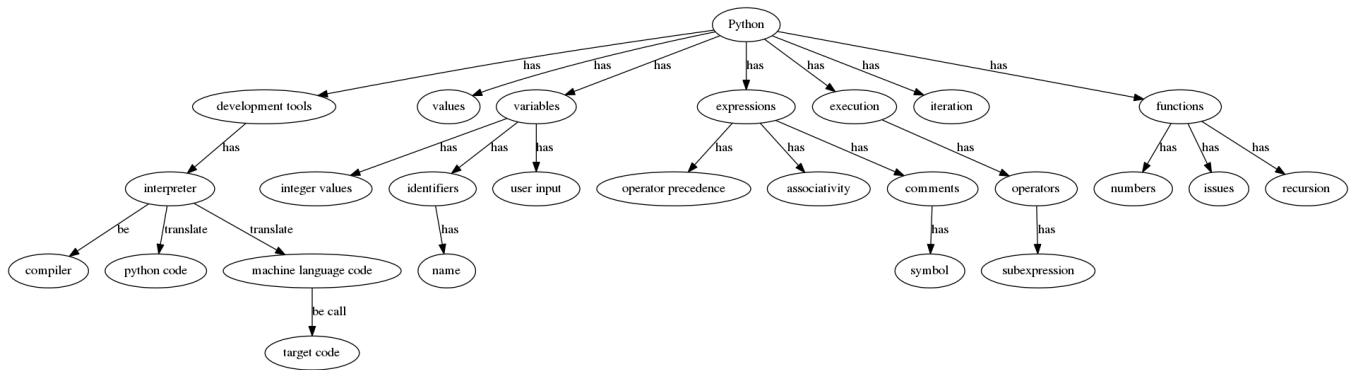 Python
has has has has has has has
development tools values variables expressions execution iteration functions
has has has has has has has has has has has
interpreter integer values identifiers user input operator precedence associativity comments operators numbers issues recursion
be translate translate has has has
compiler python code machine language code name symbol subexpression
be call
target code